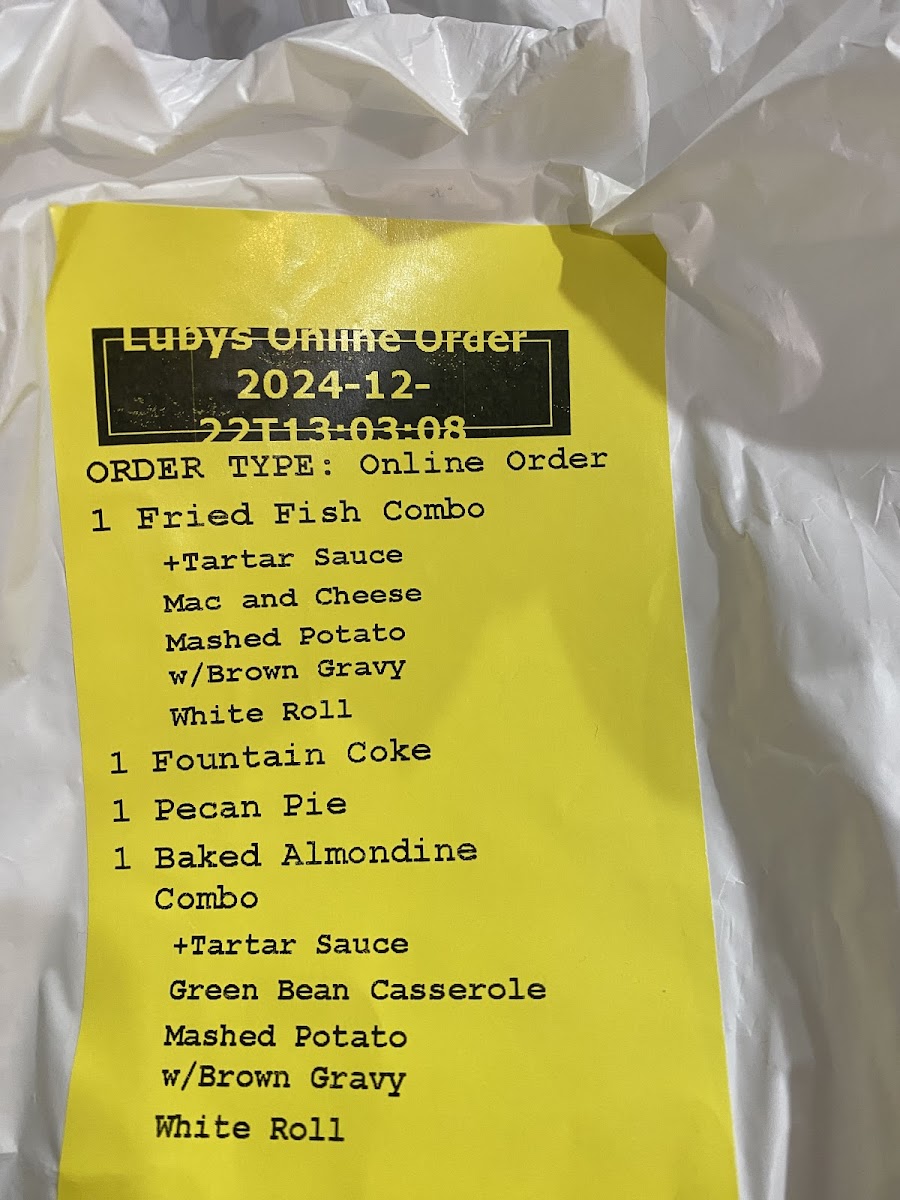 Lubys Online Order
2024-12-
22T13:03:08
ORDER TYPE: Online Order
1 Fried Fish Combo
+Tartar Sauce
Mac and Cheese
Mashed Potato
w/Brown Gravy
White Roll
1 Fountain Coke
1 Pecan Pie
1 Baked Almondine
Combo
+Tartar Sauce
Green Bean Casserole
Mashed Potato
w/Brown Gravy
White Roll